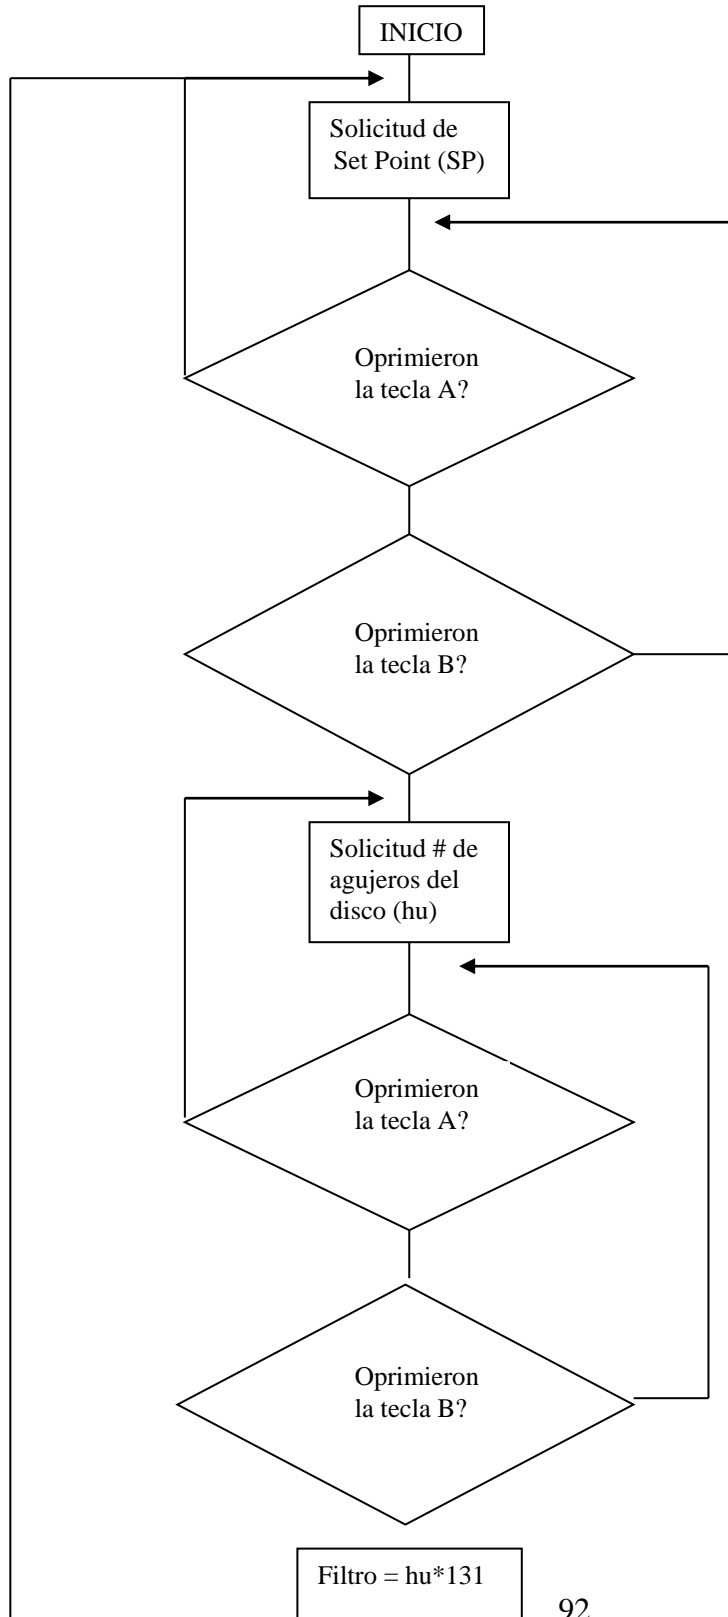 INICIO
Solicitud de
Set Point (SP)
Oprimieron
la tecla A?
Oprimieron
la tecla B?
Solicitud # de
agujeros del
disco (hu)
Oprimieron
la tecla A?
Oprimieron
la tecla B?
Filtro = hu*131
92